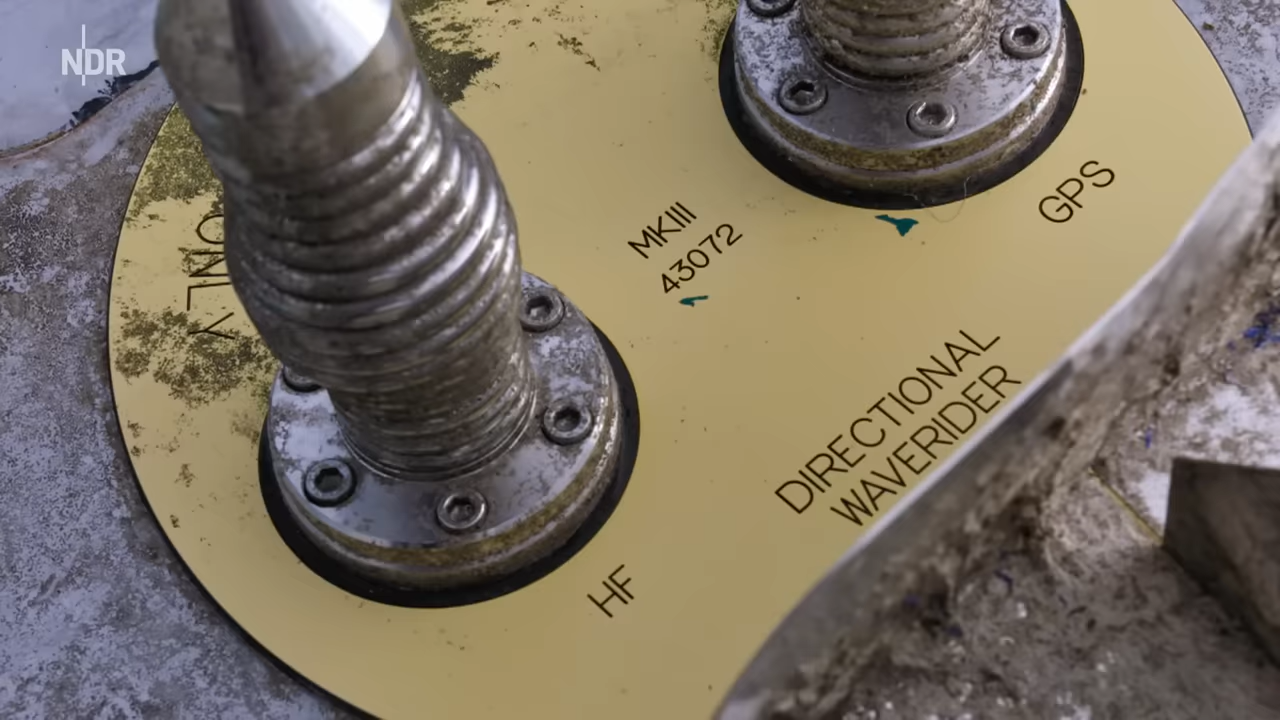 NDR
ONLY
MKIII
43072
GPS
DIRECTIONAL
WAVERIDER
HF